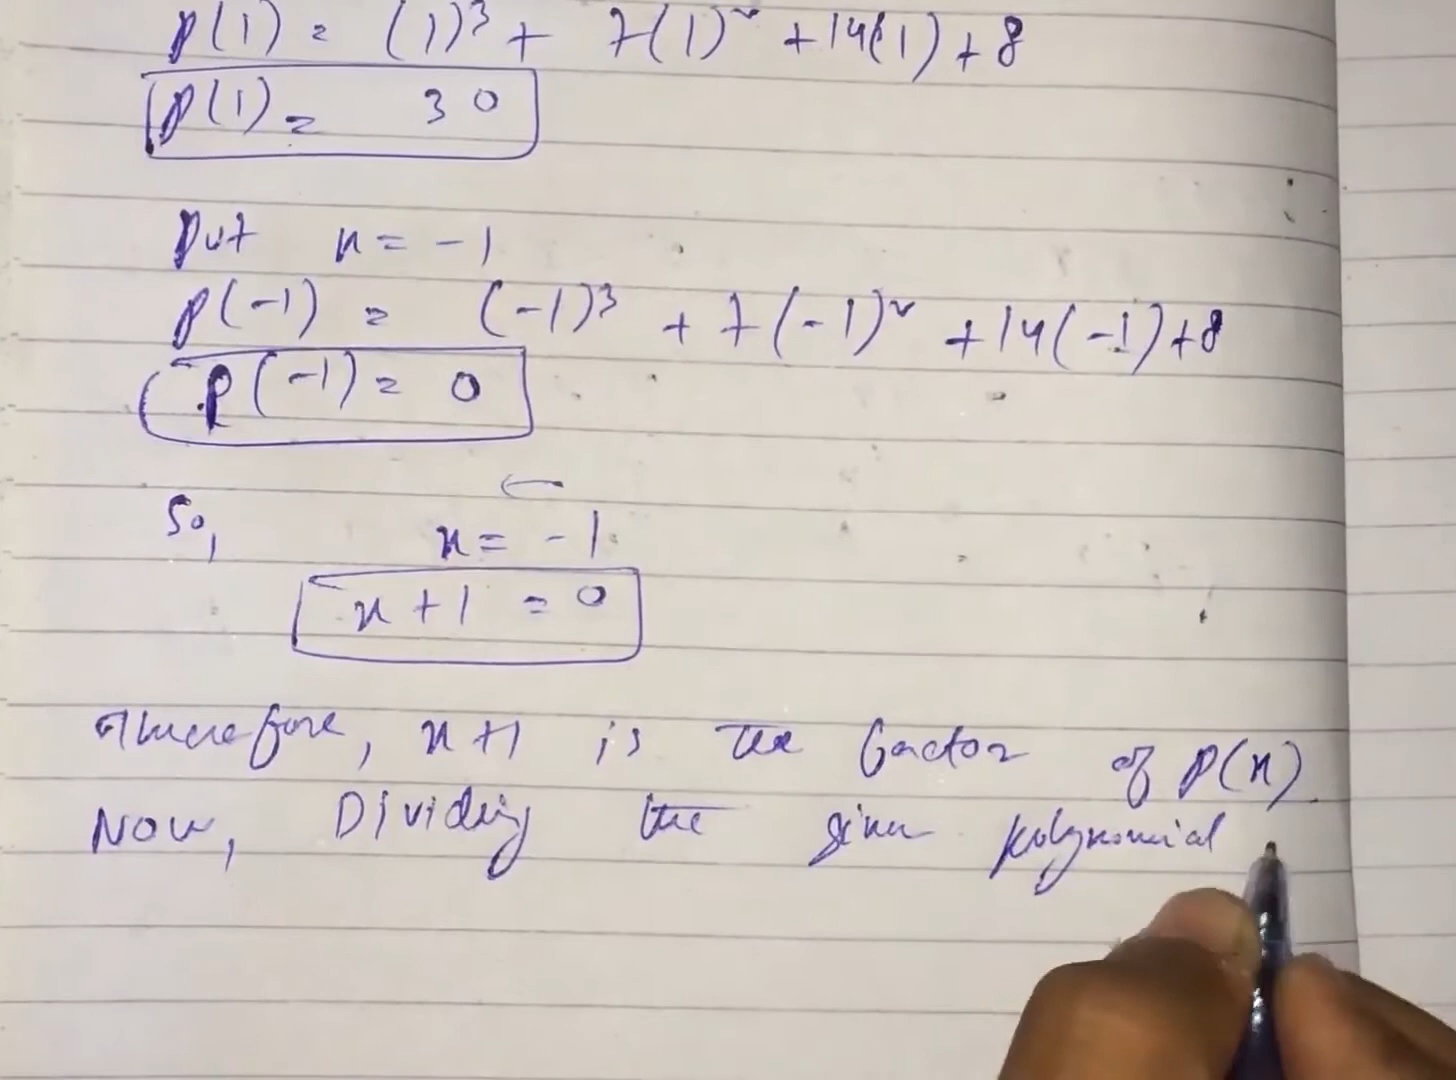 p(1) = (1)³ + 7(1)² + 14(1) + 8
p(1) = 30
Put x = -1
p(-1) = (-1)³ + 7(-1)² + 14(-1) + 8
p(-1) = 0
So,
x = -1
x + 1 = 0
Therefore, x+1 is the factor of P(x)
Now, Dividing the given polynomial